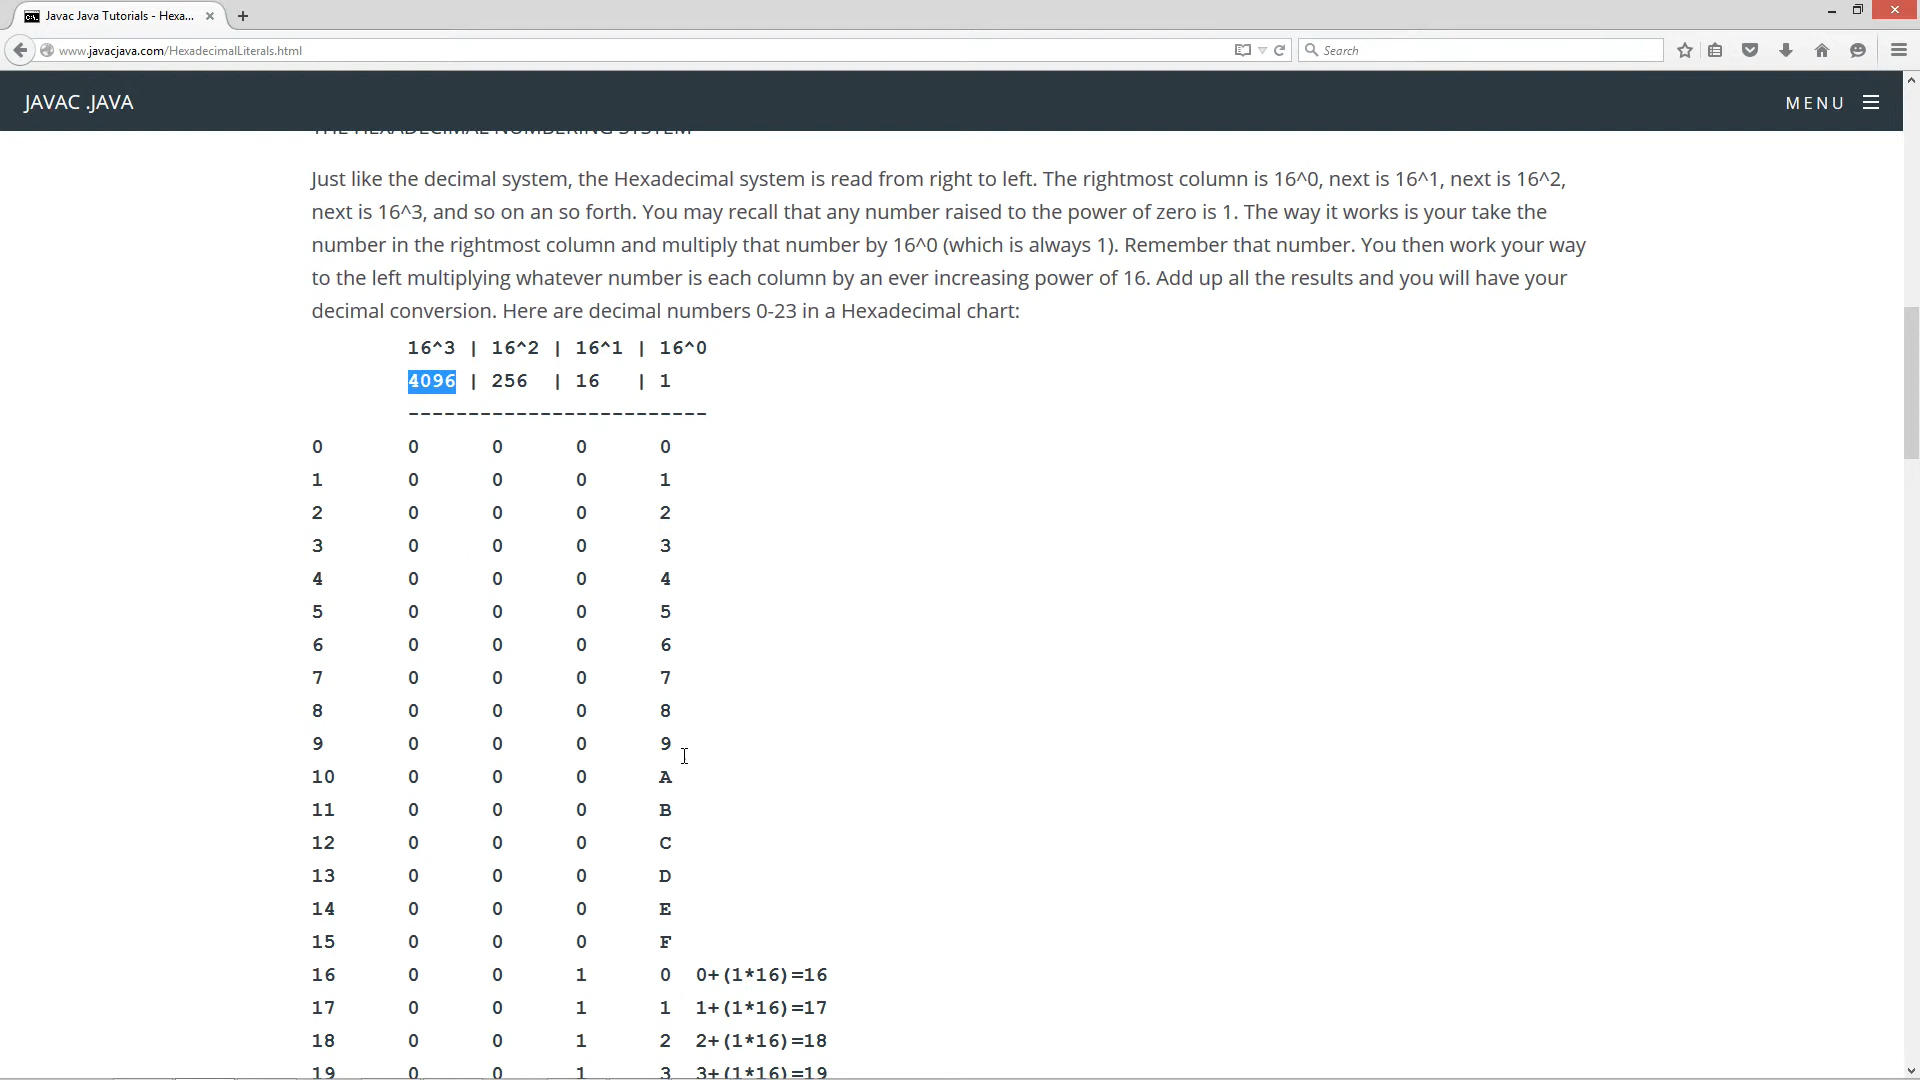 Javac Java Tutorials - Hexa...
www.javacjava.com/HexadecimalLiterals.html
Search
JAVAC .JAVA
MENU
THE HEXADECIMAL NUMBERING SYSTEM
Just like the decimal system, the Hexadecimal system is read from right to left. The rightmost column is 16^0, next is 16^1, next is 16^2,
next is 16^3, and so on an so forth. You may recall that any number raised to the power of zero is 1. The way it works is your take the
number in the rightmost column and multiply that number by 16^0 (which is always 1). Remember that number. You then work your way
to the left multiplying whatever number is each column by an ever increasing power of 16. Add up all the results and you will have your
decimal conversion. Here are decimal numbers 0-23 in a Hexadecimal chart:
16^3 | 16^2 | 16^1 | 16^0
4096 | 256 | 16 | 1
-------------------------
0 0 0 0 0
1 0 0 0 1
2 0 0 0 2
3 0 0 0 3
4 0 0 0 4
5 0 0 0 5
6 0 0 0 6
7 0 0 0 7
8 0 0 0 8
9 0 0 0 9
10 0 0 0 A
11 0 0 0 B
12 0 0 0 C
13 0 0 0 D
14 0 0 0 E
15 0 0 0 F
16 0 0 1 0 0+(1*16)=16
17 0 0 1 1 1+(1*16)=17
18 0 0 1 2 2+(1*16)=18
19 0 0 1 3 3+(1*16)=19